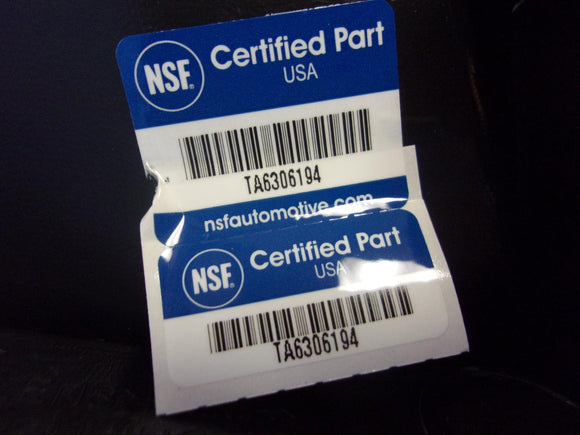 NSF® Certified Part
USA
TA6306194
nsfautomotive.com
NSF® Certified Part
USA
TA6306194